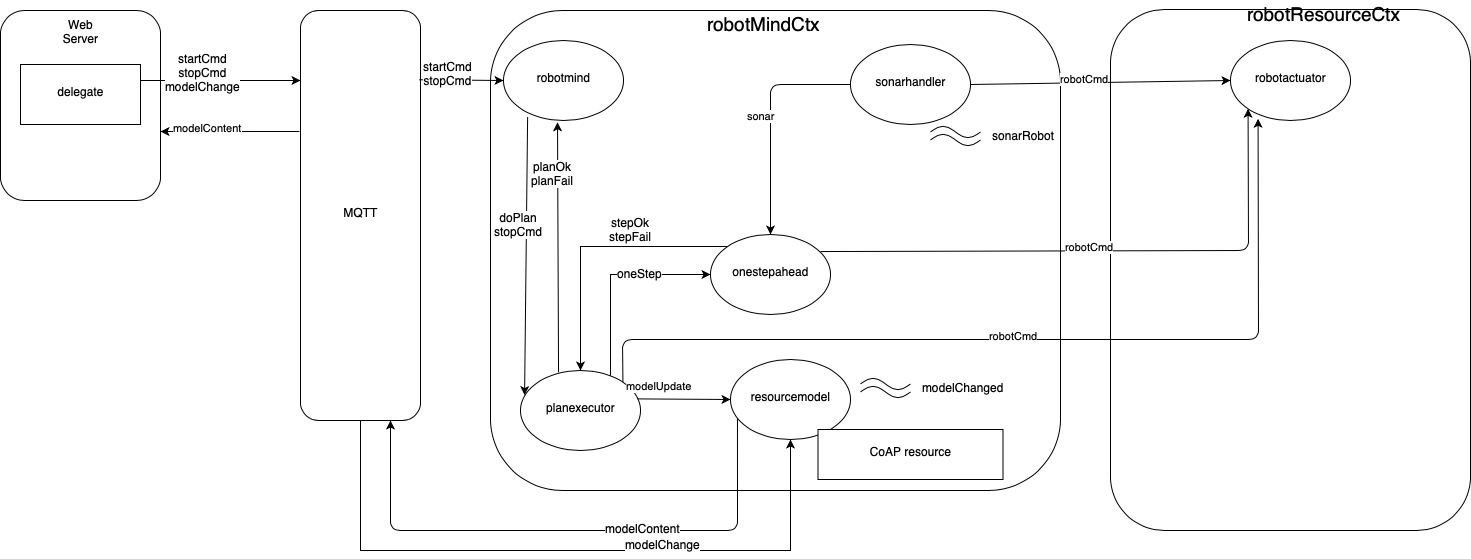 robotMindCtx
robotResourceCtx
Web
Server
delegate
startCmd
stopCmd
modelChange
modelContent
MQTT
startCmd
stopCmd
robotmind
sonarhandler
robotCmd
robotactuator
sonar
sonarRobot
planOk
planFail
doPlan
stopCmd
stepOk
stepFail
oneStep
onestepahead
robotCmd
robotCmd
planexecutor
modelUpdate
resourcemodel
modelChanged
CoAP resource
modelContent
modelChange